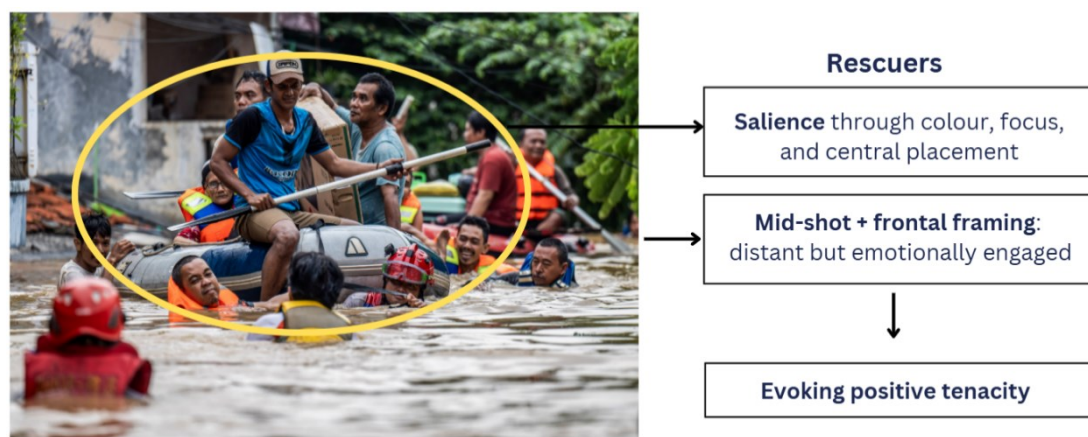 Rescuers
Salience through colour, focus,
and central placement
Mid-shot + frontal framing:
distant but emotionally engaged
Evoking positive tenacity